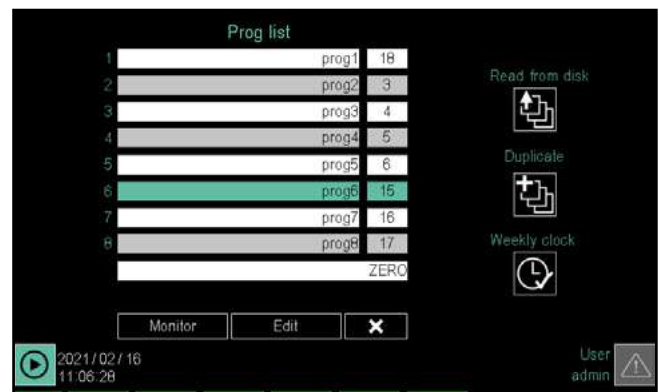 Prog list
1 prog1 18
2 prog2 3
3 prog3 4
4 prog4 5
5 prog5 6
6 prog6 15
7 prog7 16
8 prog8 17
ZERO
Read from disk
Duplicate
Weekly clock
Monitor Edit
2021/02/16
11:06:28
User
admin